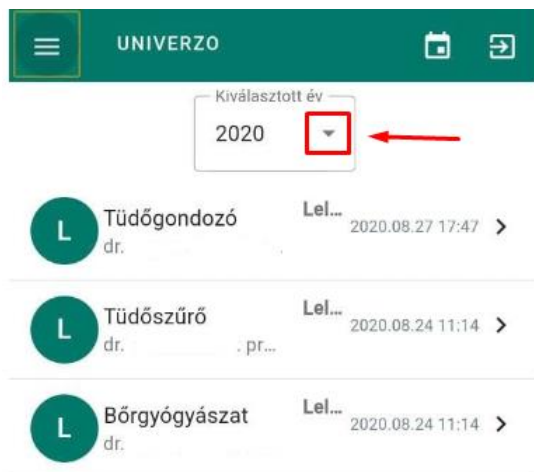 UNIVERZO
Kiválasztott év
2020
L
Tüdőgondozó
Lel...
2020.08.27 17:47
dr.
L
Tüdőszűrő
Lel...
2020.08.24 11:14
dr. . pr...
L
Bőrgyógyászat
Lel...
2020.08.24 11:14
dr.